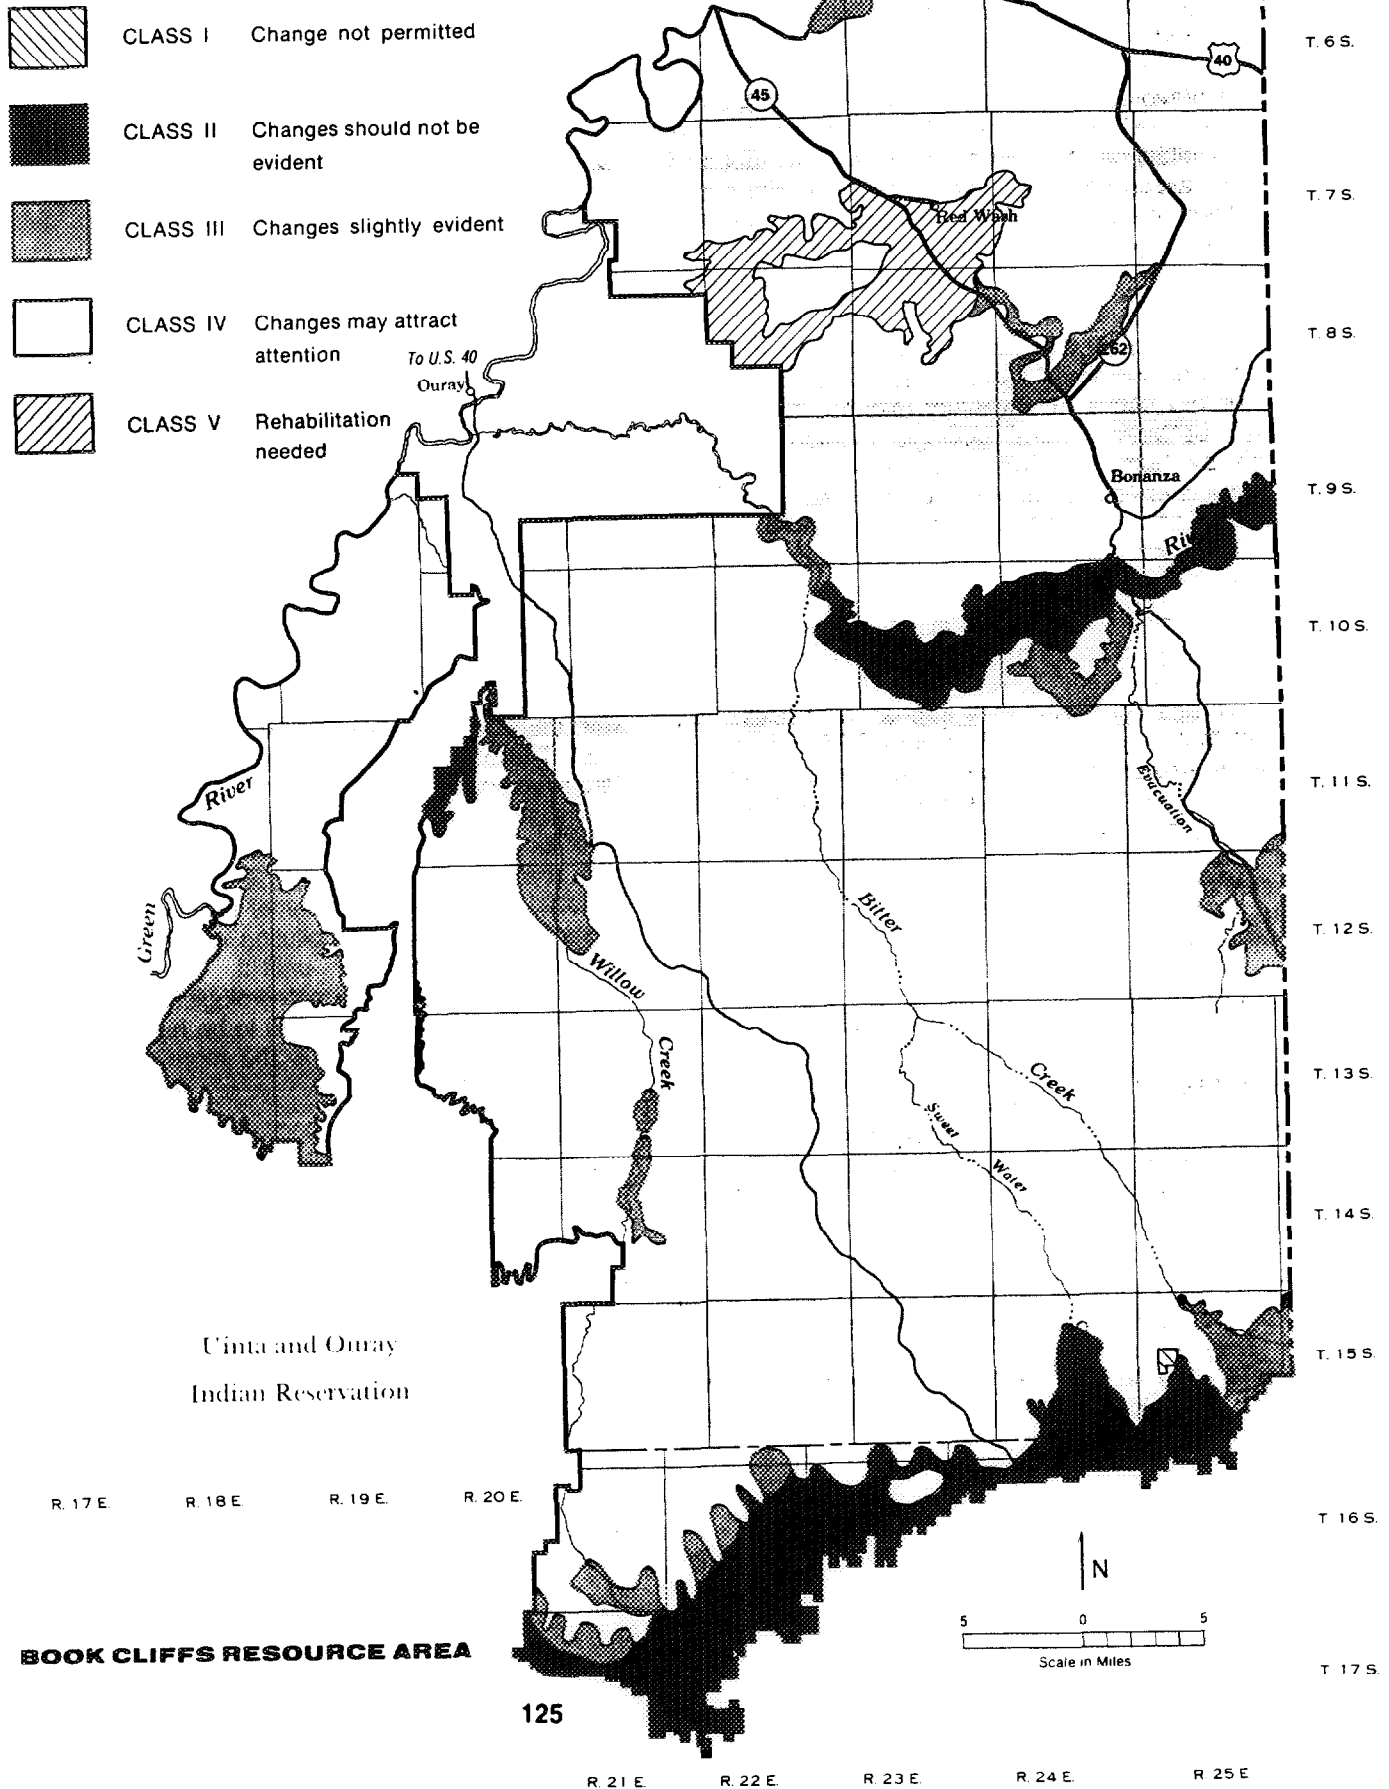 CLASS I Change not permitted
CLASS II Changes should not be
evident
CLASS III Changes slightly evident
CLASS IV Changes may attract
attention
CLASS V Rehabilitation
needed
T. 6 S.
40
45
T. 7 S.
Red Wash
T. 8 S.
262
To U.S. 40
Ouray
Bonanza
T. 9 S.
T. 10 S.
River
Green
T. 11 S.
Evacuation
T. 12 S.
Bitter
Creek
Willow
Creek
T. 13 S.
Sweet
Water
T. 14 S.
Uinta and Ouray
Indian Reservation
T. 15 S.
R. 17 E. R. 18 E. R. 19 E. R. 20 E.
T 16 S.
N
5 0 5
Scale in Miles
BOOK CLIFFS RESOURCE AREA
T 17 S.
125
R. 21 E. R. 22 E. R. 23 E. R. 24 E. R. 25 E